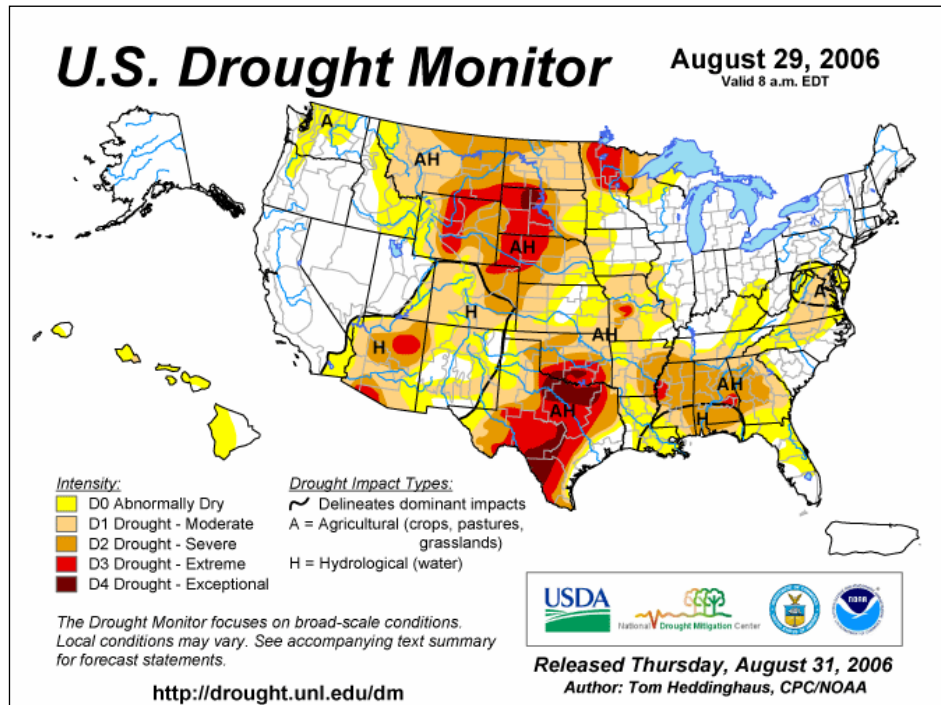 U.S. Drought Monitor
August 29, 2006
Valid 8 a.m. EDT
A
AH
AH
A
H
H
AH
AH
AH
H
Intensity:
D0 Abnormally Dry
D1 Drought - Moderate
D2 Drought - Severe
D3 Drought - Extreme
D4 Drought - Exceptional
Drought Impact Types:
Delineates dominant impacts
A = Agricultural (crops, pastures,
grasslands)
H = Hydrological (water)
The Drought Monitor focuses on broad-scale conditions.
Local conditions may vary. See accompanying text summary
for forecast statements.
http://drought.unl.edu/dm
USDA
National Drought Mitigation Center
NOAA
Released Thursday, August 31, 2006
Author: Tom Heddinghaus, CPC/NOAA